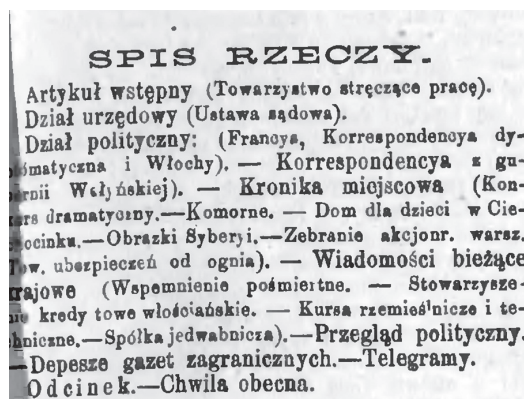 SPIS RZECZY.
Artykuł wstępny (Towarzystwo stręczące pracę).
Dział urzędowy (Ustawa sądowa).
Dział polityczny: (Francya, Korrespondencya dy-
plomatyczna i Włochy). — Korrespondencya z gu-
bernii Wołyńskiej). — Kronika miejscowa (Kon-
kurs dramatyczny.—Komorne. — Dom dla dzieci w Cie-
chocinku.—Obrazki Syberyi.—Zebranie akcjonr. warsz.
Tow. ubezpieczeń od ognia). — Wiadomości bieżące
krajowe (Wspomnienie pośmiertne. — Stowarzysze-
nie kredytowe włościańskie. — Kursa rzemieślnicze i te-
chniczne.—Spółka jedwabnicza).—Przegląd polityczny.
—Depesze gazet zagranicznych.—Telegramy.
Odcinek.—Chwila obecna.